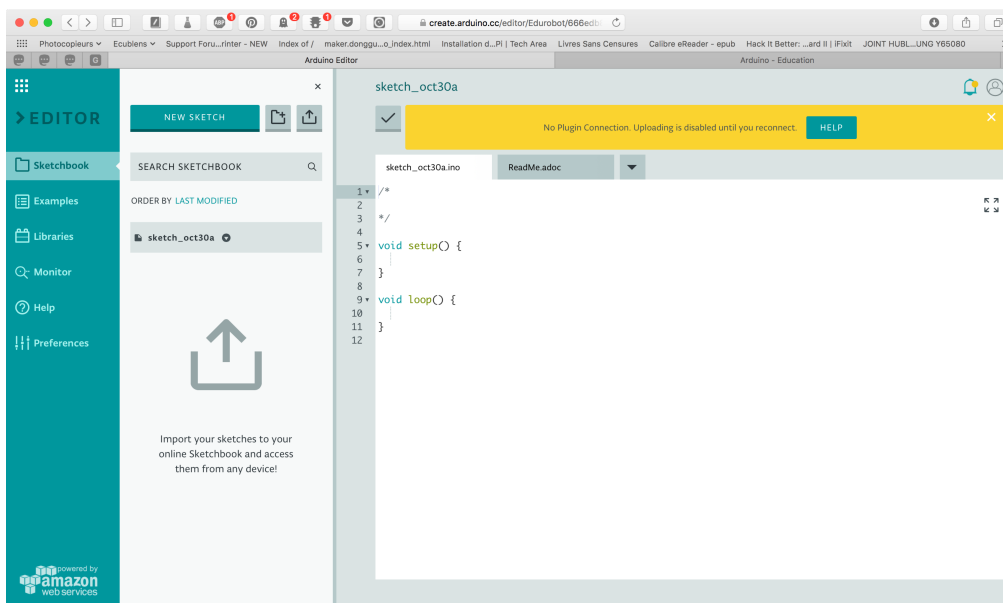 1
2
1
create.arduino.cc/editor/Edurobot/666edb
Photocopieurs Ecublens Support Foru...rinter - NEW Index of / maker.donggu...o_index.html Installation d...Pi | Tech Area Livres Sans Censures Calibre eReader - epub Hack It Better: ...ard II | iFixit JOINT HUBL...UNG Y65080
G
Arduino Editor
Arduino - Education
>EDITOR
Sketchbook
Examples
Libraries
Monitor
Help
Preferences
powered by
amazon
web services
×
NEW SKETCH
SEARCH SKETCHBOOK
ORDER BY LAST MODIFIED
sketch_oct30a
Import your sketches to your
online Sketchbook and access
them from any device!
sketch_oct30a
No Plugin Connection. Uploading is disabled until you reconnect. HELP ×
sketch_oct30a.ino ReadMe.adoc
1 /*
2
3 */
4
5 void setup() {
6
7 }
8
9 void loop() {
10
11 }
12